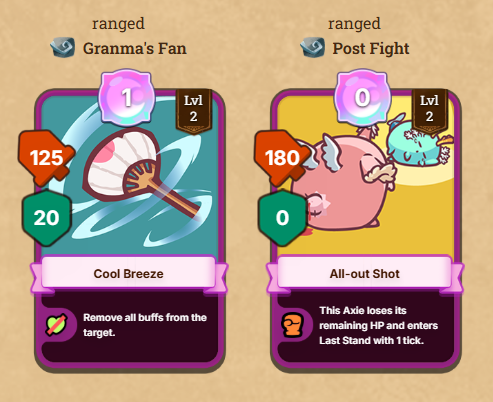 ranged
Granma's Fan
1
Lvl
2
125
20
Cool Breeze
Remove all buffs from the
target.
ranged
Post Fight
0
Lvl
2
180
0
All-out Shot
This Axie loses its
remaining HP and enters
Last Stand with 1 tick.